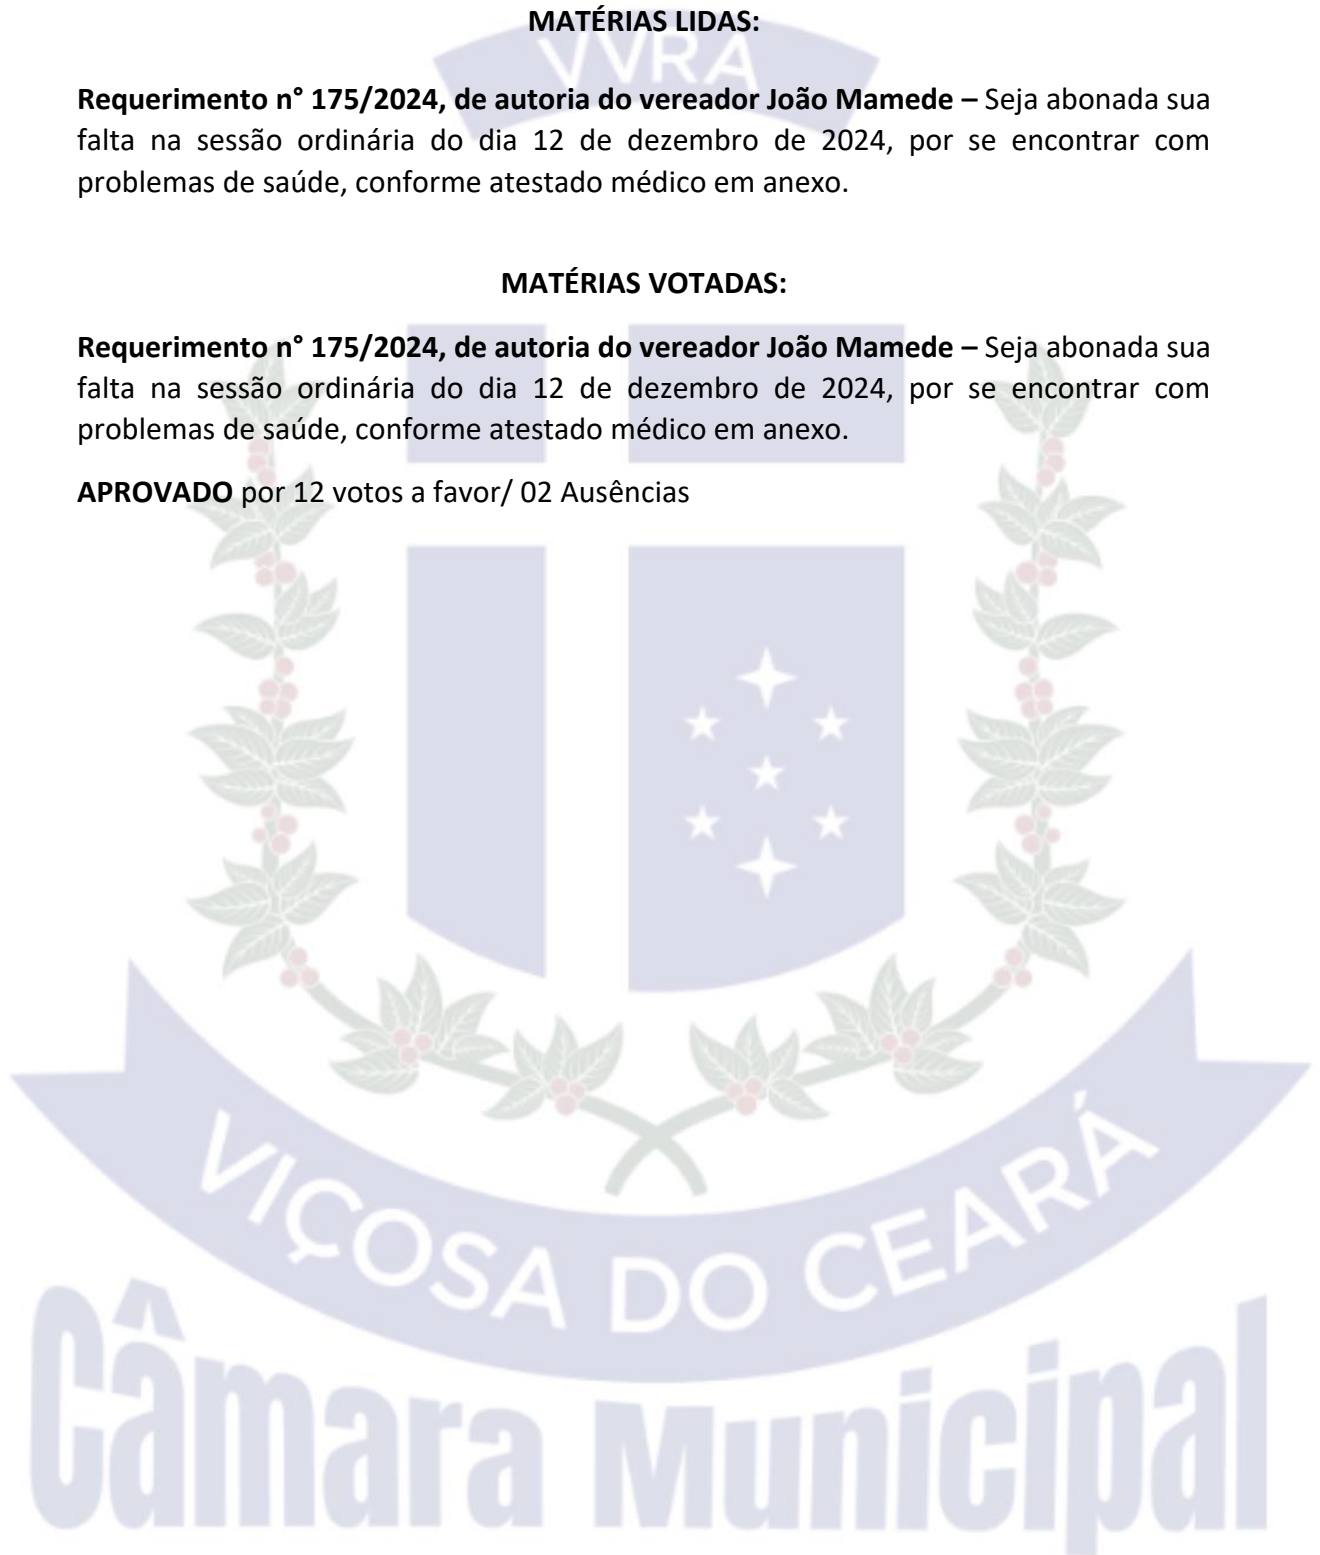 MATÉRIAS LIDAS:
VVRA
Requerimento n° 175/2024, de autoria do vereador João Mamede – Seja abonada sua
falta na sessão ordinária do dia 12 de dezembro de 2024, por se encontrar com
problemas de saúde, conforme atestado médico em anexo.
MATÉRIAS VOTADAS:
Requerimento n° 175/2024, de autoria do vereador João Mamede – Seja abonada sua
falta na sessão ordinária do dia 12 de dezembro de 2024, por se encontrar com
problemas de saúde, conforme atestado médico em anexo.
APROVADO por 12 votos a favor/ 02 Ausências
VIÇOSA DO CEARÁ
Câmara Municipal